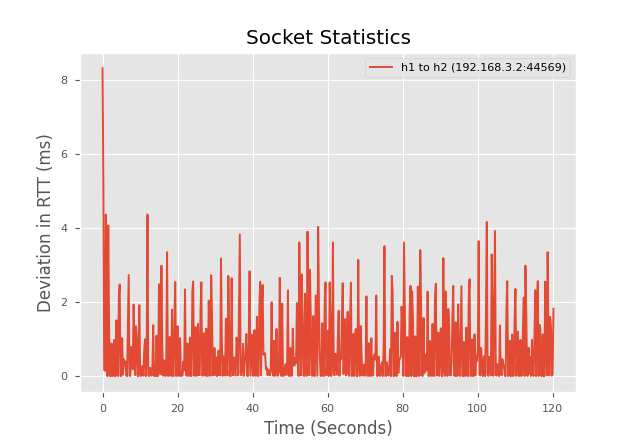 Socket Statistics
h1 to h2 (192.168.3.2:44569)
Deviation in RTT (ms)
8
6
4
2
0
0 20 40 60 80 100 120
Time (Seconds)